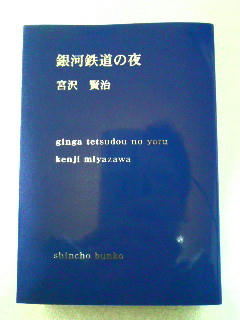 銀河鉄道の夜
宮沢 賢治
ginga tetsudou no yoru
kenji miyazawa
shincho bunko